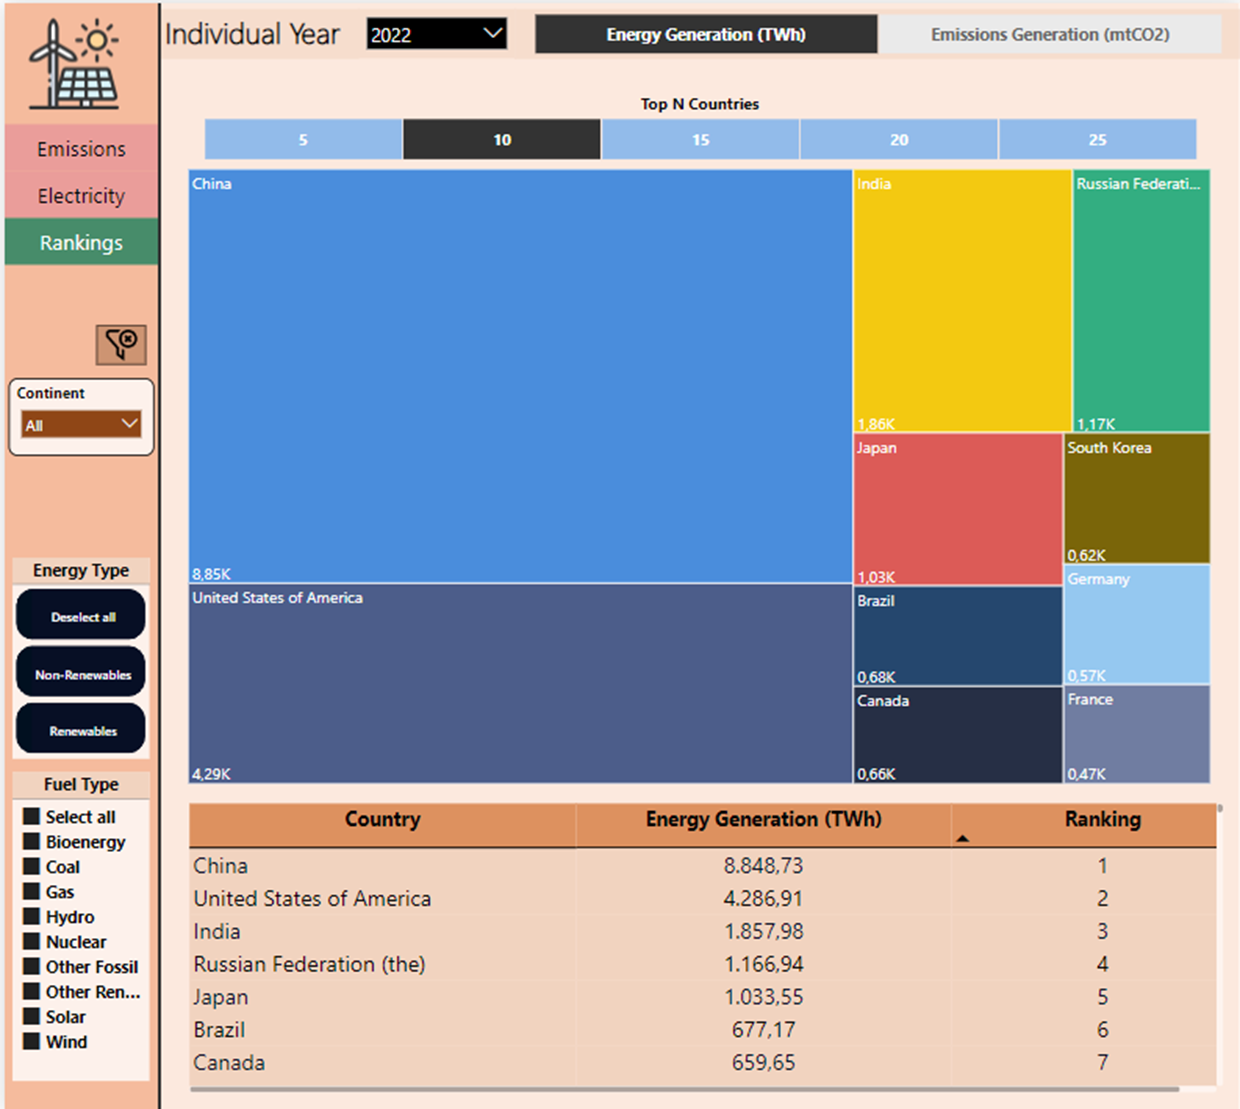 Individual Year
2022
Energy Generation (TWh)
Emissions Generation (mtCO2)
Emissions
Electricity
Rankings
Continent
All
Energy Type
Deselect all
Non-Renewables
Renewables
Fuel Type
Select all
Bioenergy
Coal
Gas
Hydro
Nuclear
Other Fossil
Other Ren...
Solar
Wind
Top N Countries
5
10
15
20
25
China
8,85K
United States of America
4,29K
India
1,86K
Russian Federati...
1,17K
Japan
1,03K
South Korea
0,62K
Brazil
0,68K
Germany
0,57K
Canada
0,66K
France
0,47K
Country Energy Generation (TWh) Ranking
China 8.848,73 1
United States of America 4.286,91 2
India 1.857,98 3
Russian Federation (the) 1.166,94 4
Japan 1.033,55 5
Brazil 677,17 6
Canada 659,65 7